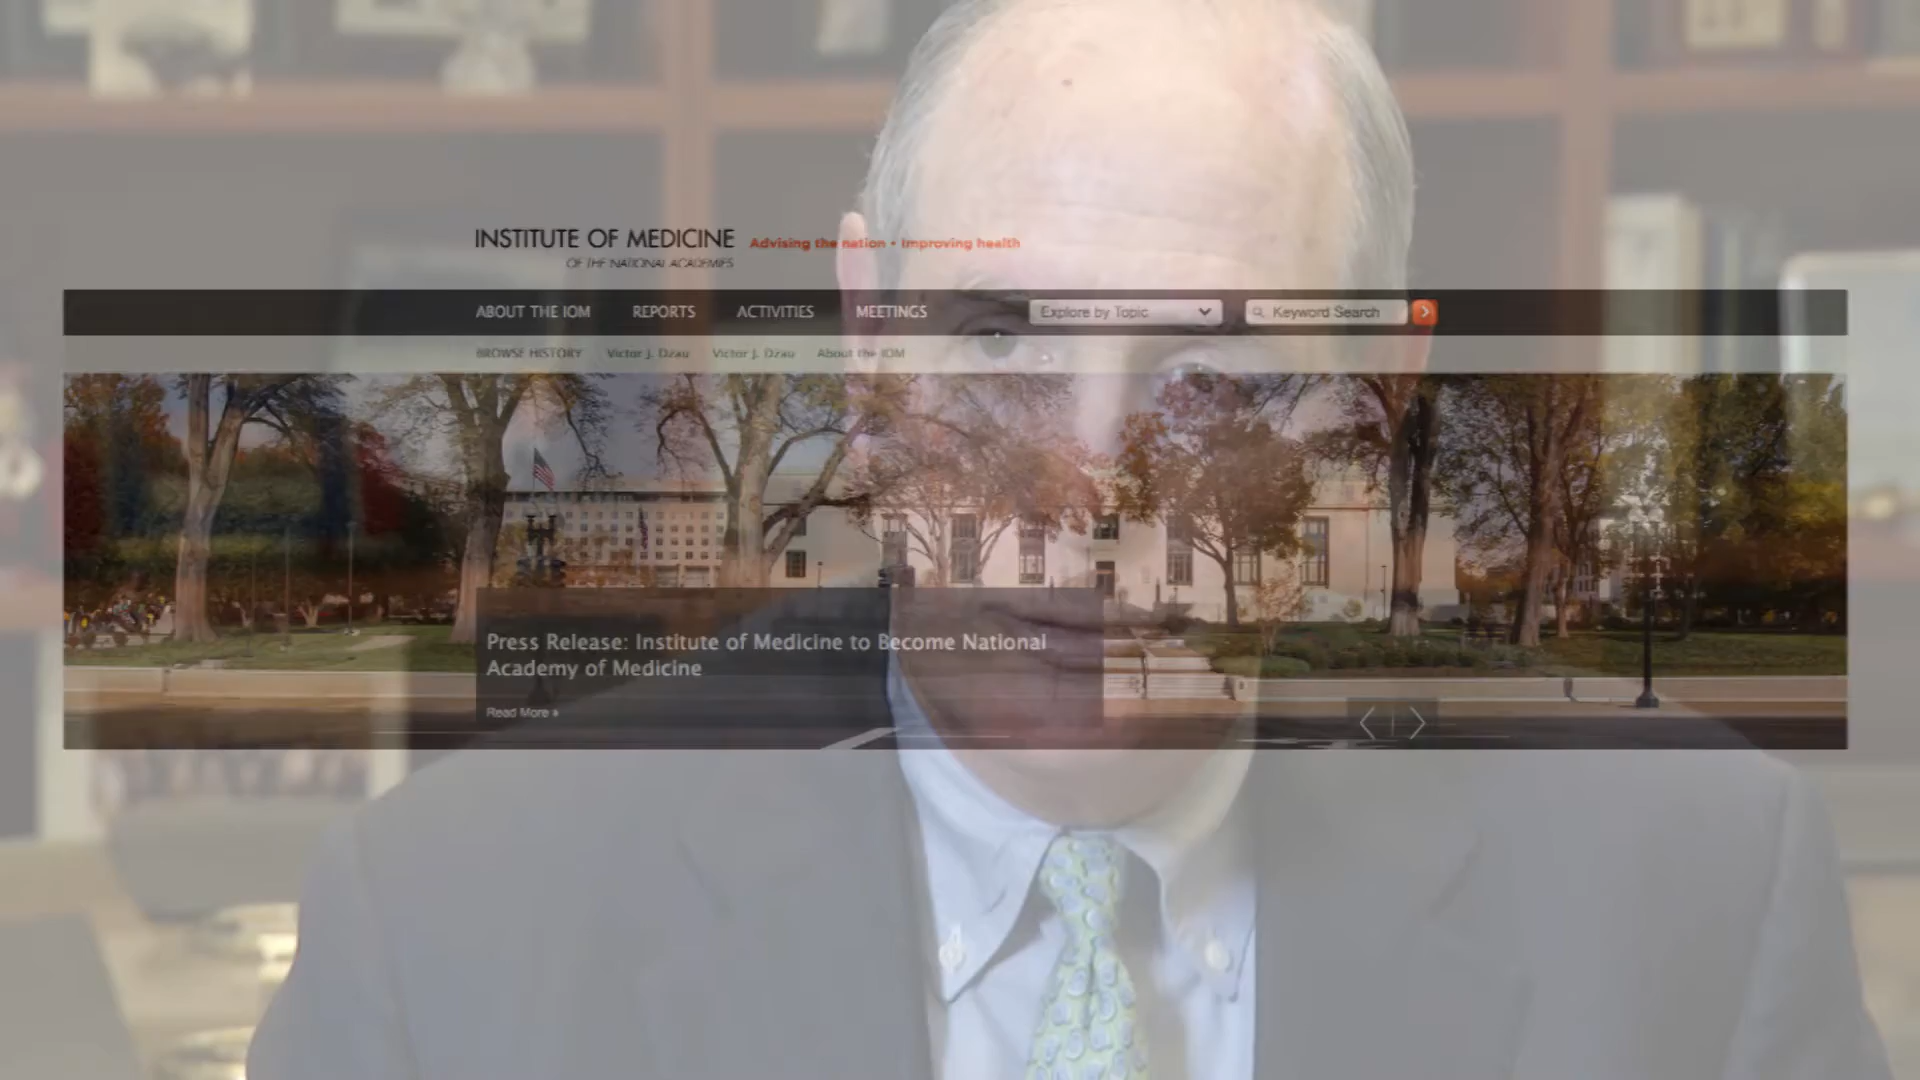 INSTITUTE OF MEDICINE Advising the nation • Improving health
OF THE NATIONAL ACADEMIES
ABOUT THE IOM REPORTS ACTIVITIES MEETINGS Explore by Topic Keyword Search
BROWSE HISTORY Victor J. Dzau Victor J. Dzau About the IOM
Press Release: Institute of Medicine to Become National
Academy of Medicine
Read More »